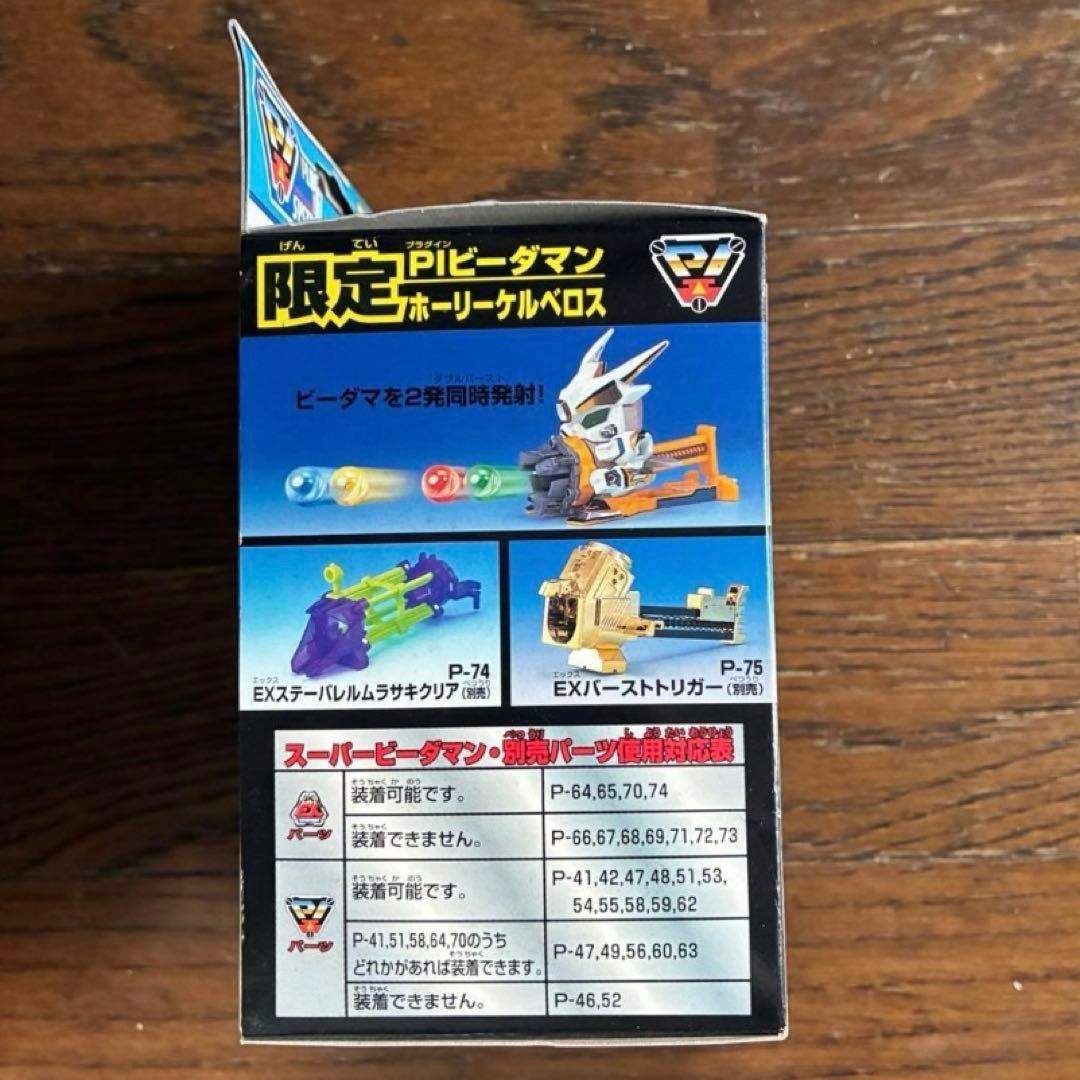 げん てい プラグイン
限定 PIビーダマン
ホーリーケルベロス
PI
ダブルバースト
ビーダマを2発同時発射!
P-74
エックス べつうり
EXステーバレルムラサキクリア(別売)
P-75
エックス べつうり
EXバーストトリガー(別売)
べつ うり し よう たい おうひょう
スーパービーダマン・別売パーツ使用対応表
EX
パーツ
そうちゃく か のう
装着可能です。 P-64,65,70,74
そうちゃく
装着できません。 P-66,67,68,69,71,72,73
PI
パーツ
そうちゃく か のう
装着可能です。 P-41,42,47,48,51,53,
54,55,58,59,62
P-41,51,58,64,70のうち
そうちゃく
どれかがあれば装着できます。 P-47,49,56,60,63
そうちゃく
装着できません。 P-46,52